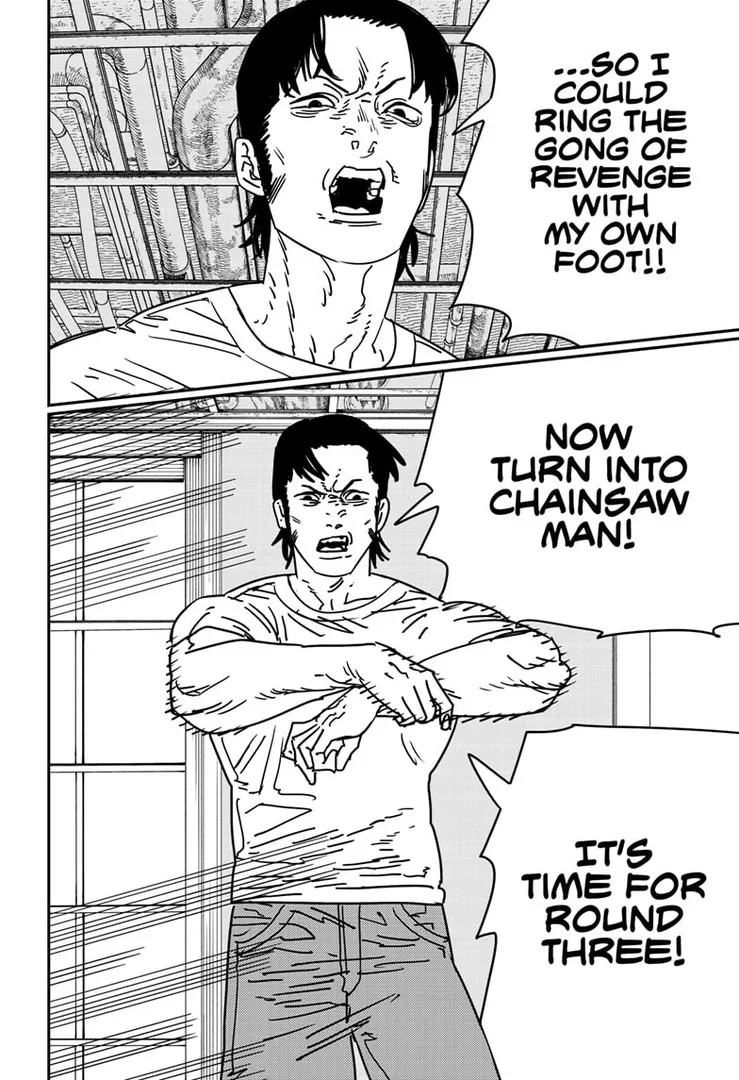 ...SO I
COULD
RING THE
GONG OF
REVENGE
WITH
MY OWN
FOOT!!
NOW
TURN INTO
CHAINSAW
MAN!
IT'S
TIME FOR
ROUND
THREE!